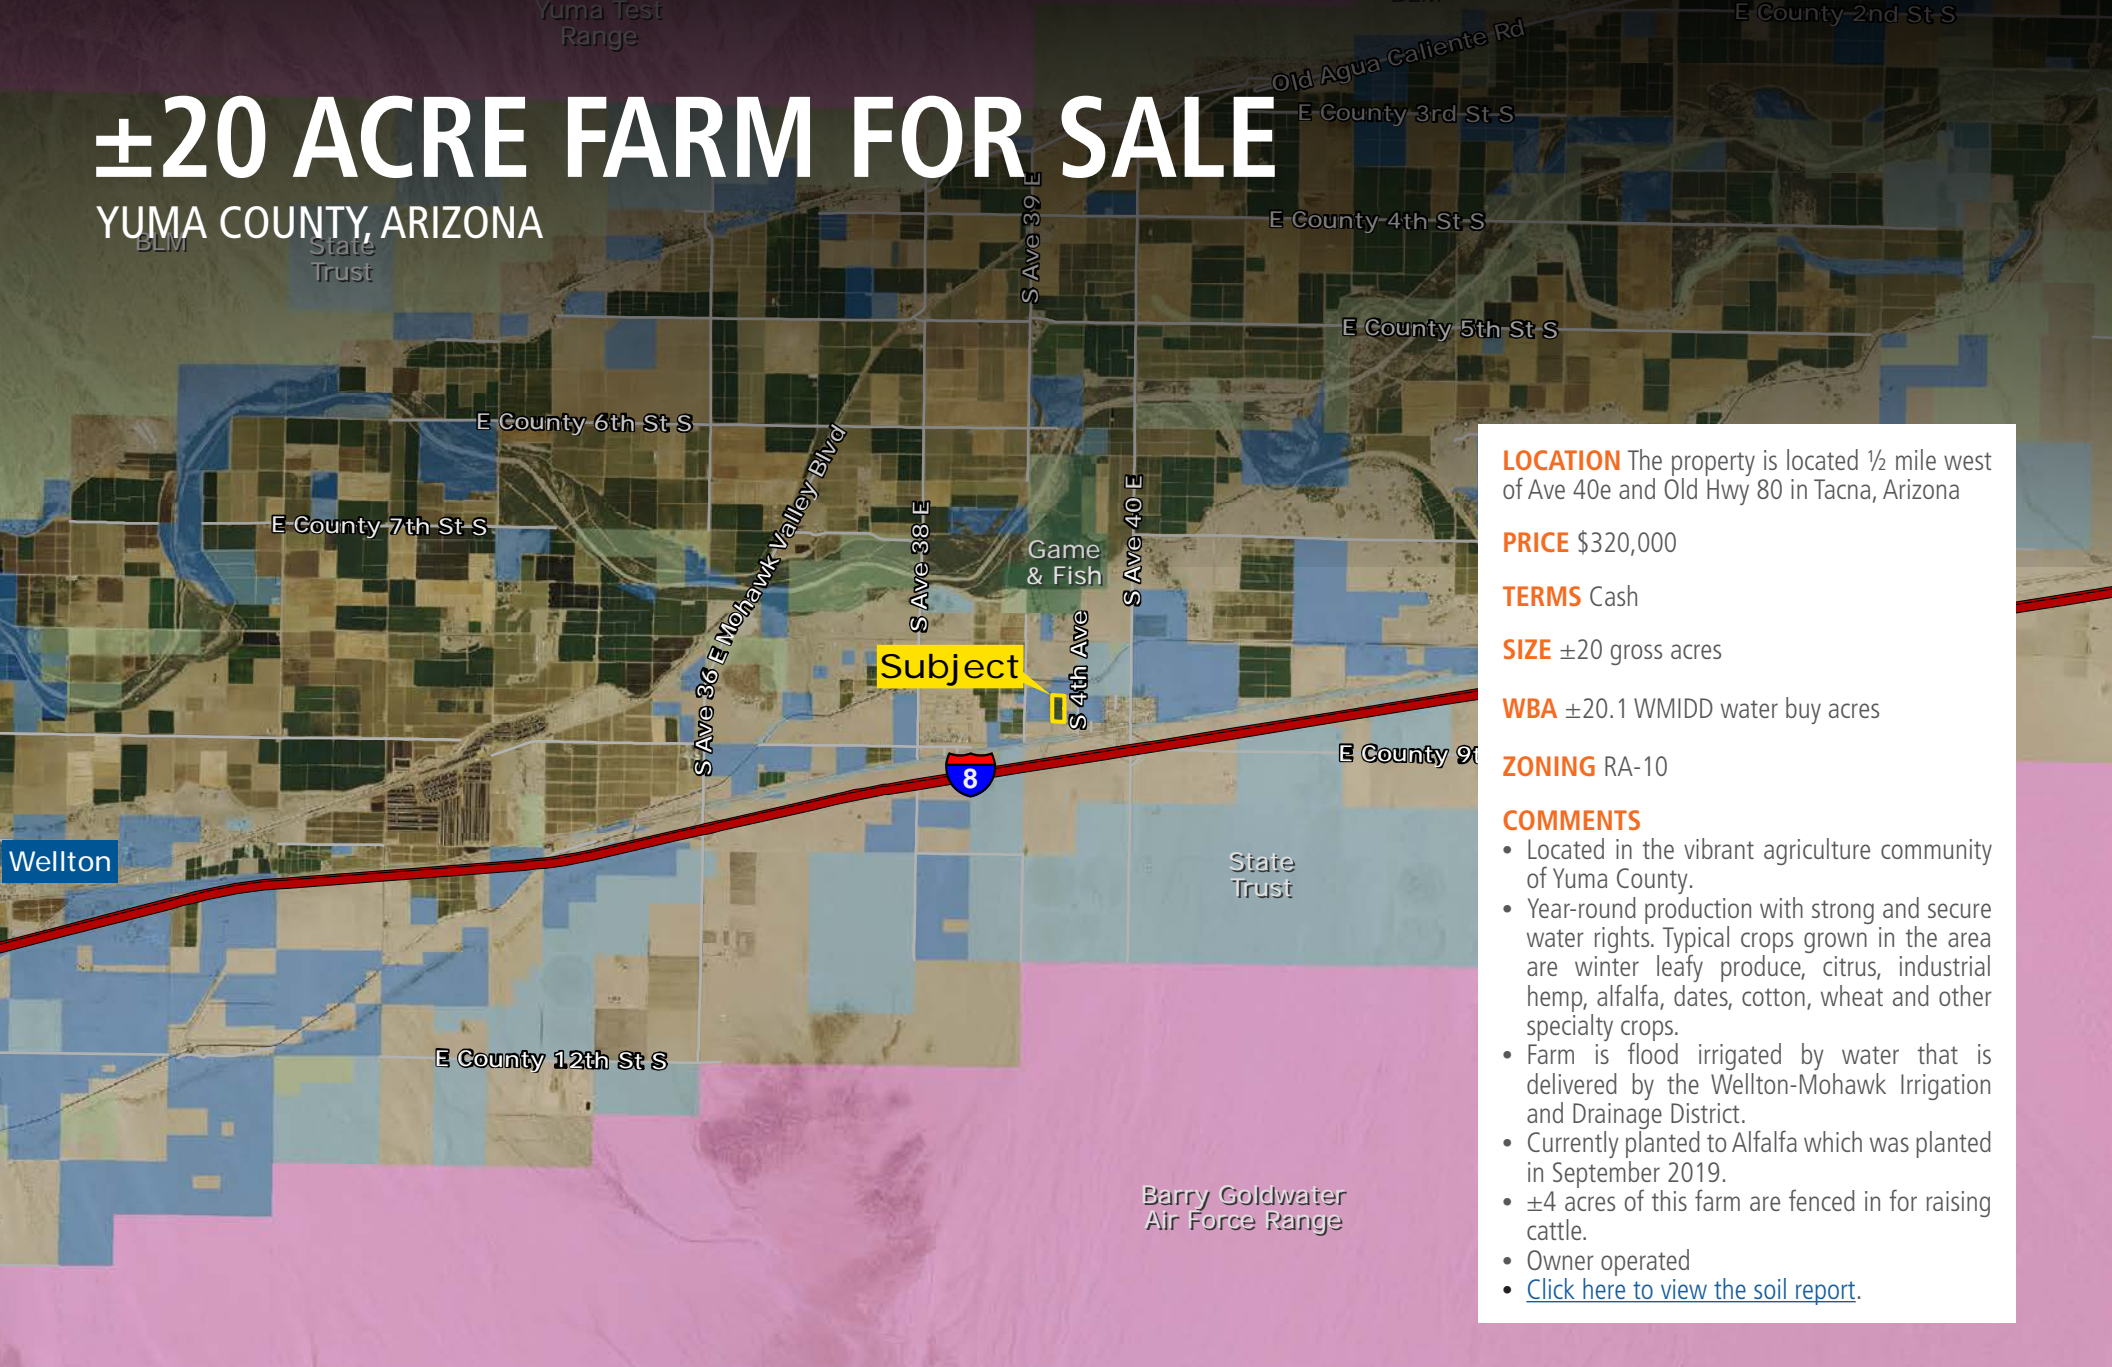 Yuma Test
Range
E County 2nd St S
Old Agua Caliente Rd
±20 ACRE FARM FOR SALE
E County 3rd St S
YUMA COUNTY, ARIZONA
BLM
State
Trust
S Ave 39 E
E County 4th St S
E County 5th St S
E County 6th St S
E County 7th St S
E Mohawk Valley Blvd
S Ave 36 E
S Ave 38 E
Game
& Fish
S Ave 40 E
S 4th Ave
Subject
8
E County 9t
Wellton
State
Trust
E County 12th St S
Barry Goldwater
Air Force Range
LOCATION The property is located ½ mile west
of Ave 40e and Old Hwy 80 in Tacna, Arizona
PRICE $320,000
TERMS Cash
SIZE ±20 gross acres
WBA ±20.1 WMIDD water buy acres
ZONING RA-10
COMMENTS
• Located in the vibrant agriculture community
of Yuma County.
• Year-round production with strong and secure
water rights. Typical crops grown in the area
are winter leafy produce, citrus, industrial
hemp, alfalfa, dates, cotton, wheat and other
specialty crops.
• Farm is flood irrigated by water that is
delivered by the Wellton-Mohawk Irrigation
and Drainage District.
• Currently planted to Alfalfa which was planted
in September 2019.
• ±4 acres of this farm are fenced in for raising
cattle.
• Owner operated
• Click here to view the soil report.